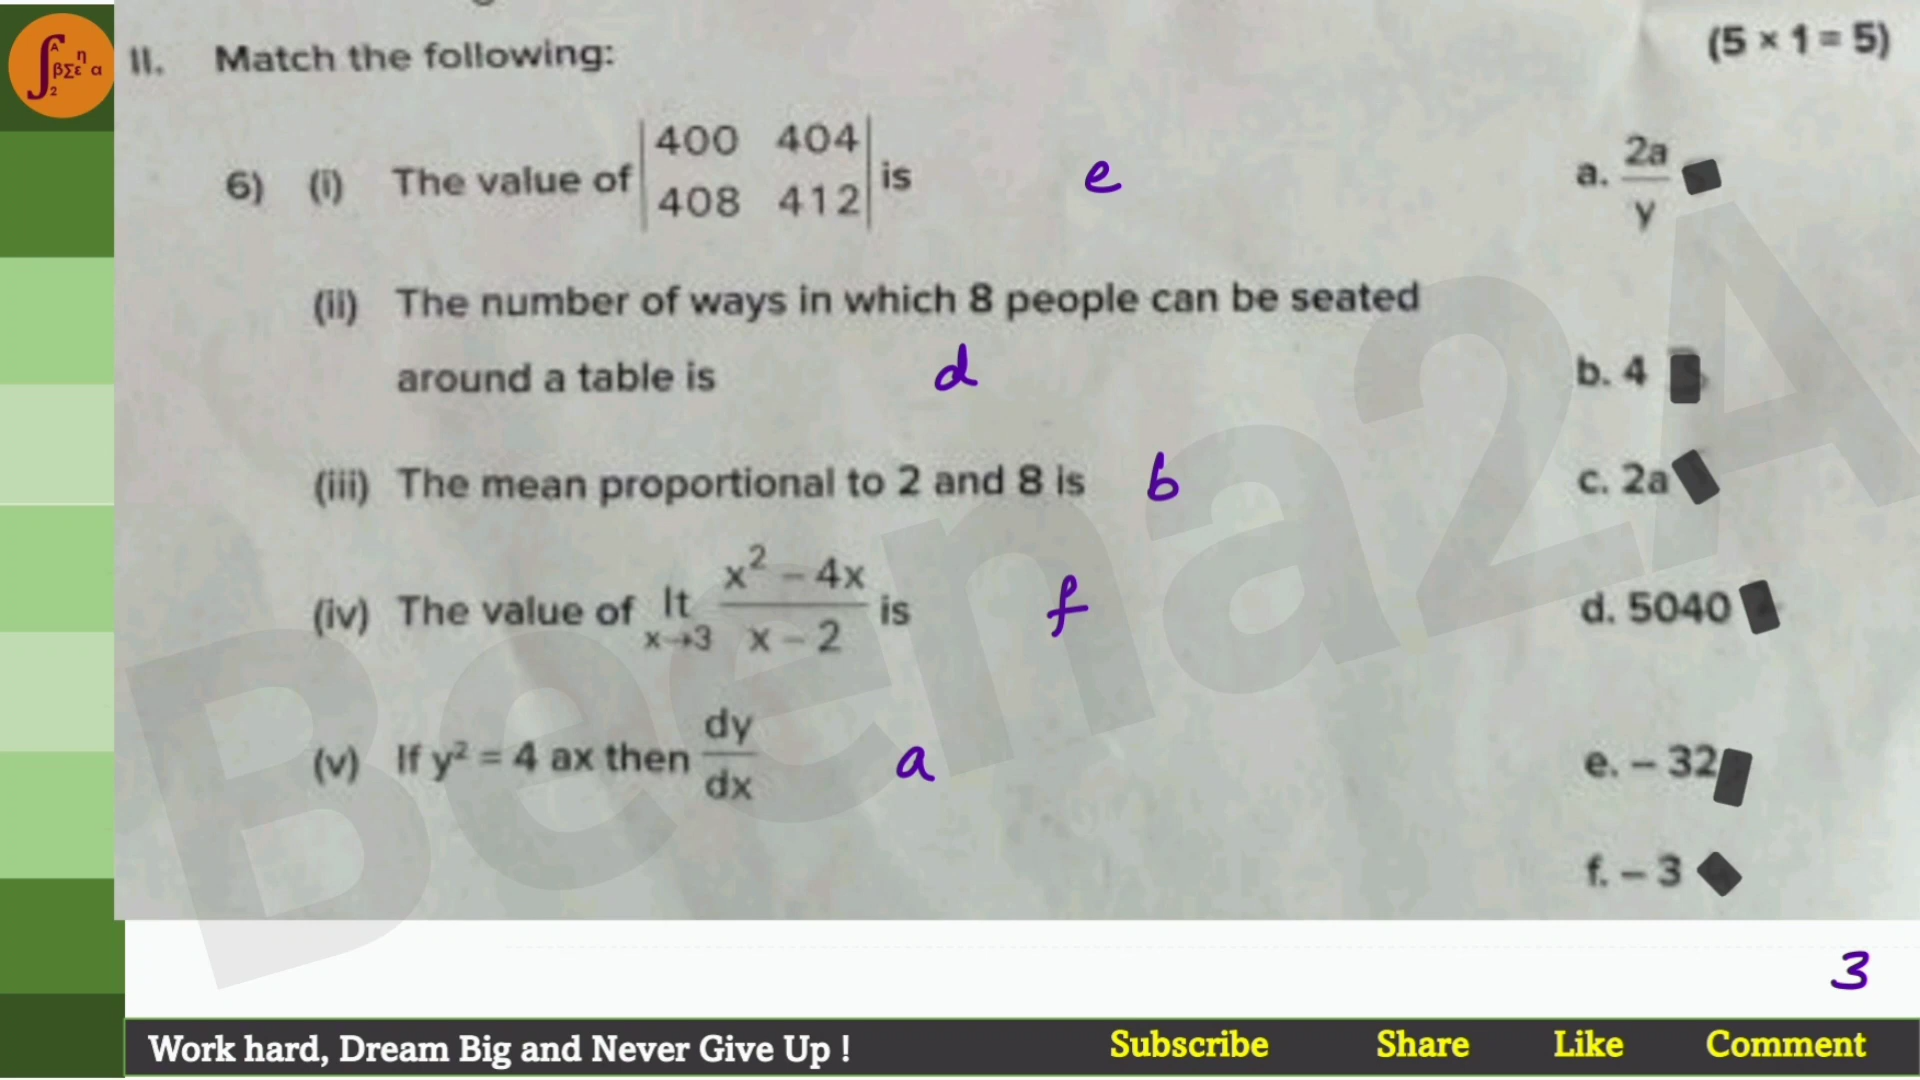 II. Match the following: (5 × 1 = 5)
6) (i) The value of |400 404| is e a. 2a/y
|408 412|
(ii) The number of ways in which 8 people can be seated
around a table is d b. 4
(iii) The mean proportional to 2 and 8 is b c. 2a
(iv) The value of lt x→3 x² – 4x / x – 2 is f d. 5040
(v) If y² = 4 ax then dy/dx a e. – 32
f. – 3
3
Beena2A
∫ A η βΣε α 2
Work hard, Dream Big and Never Give Up ! Subscribe Share Like Comment